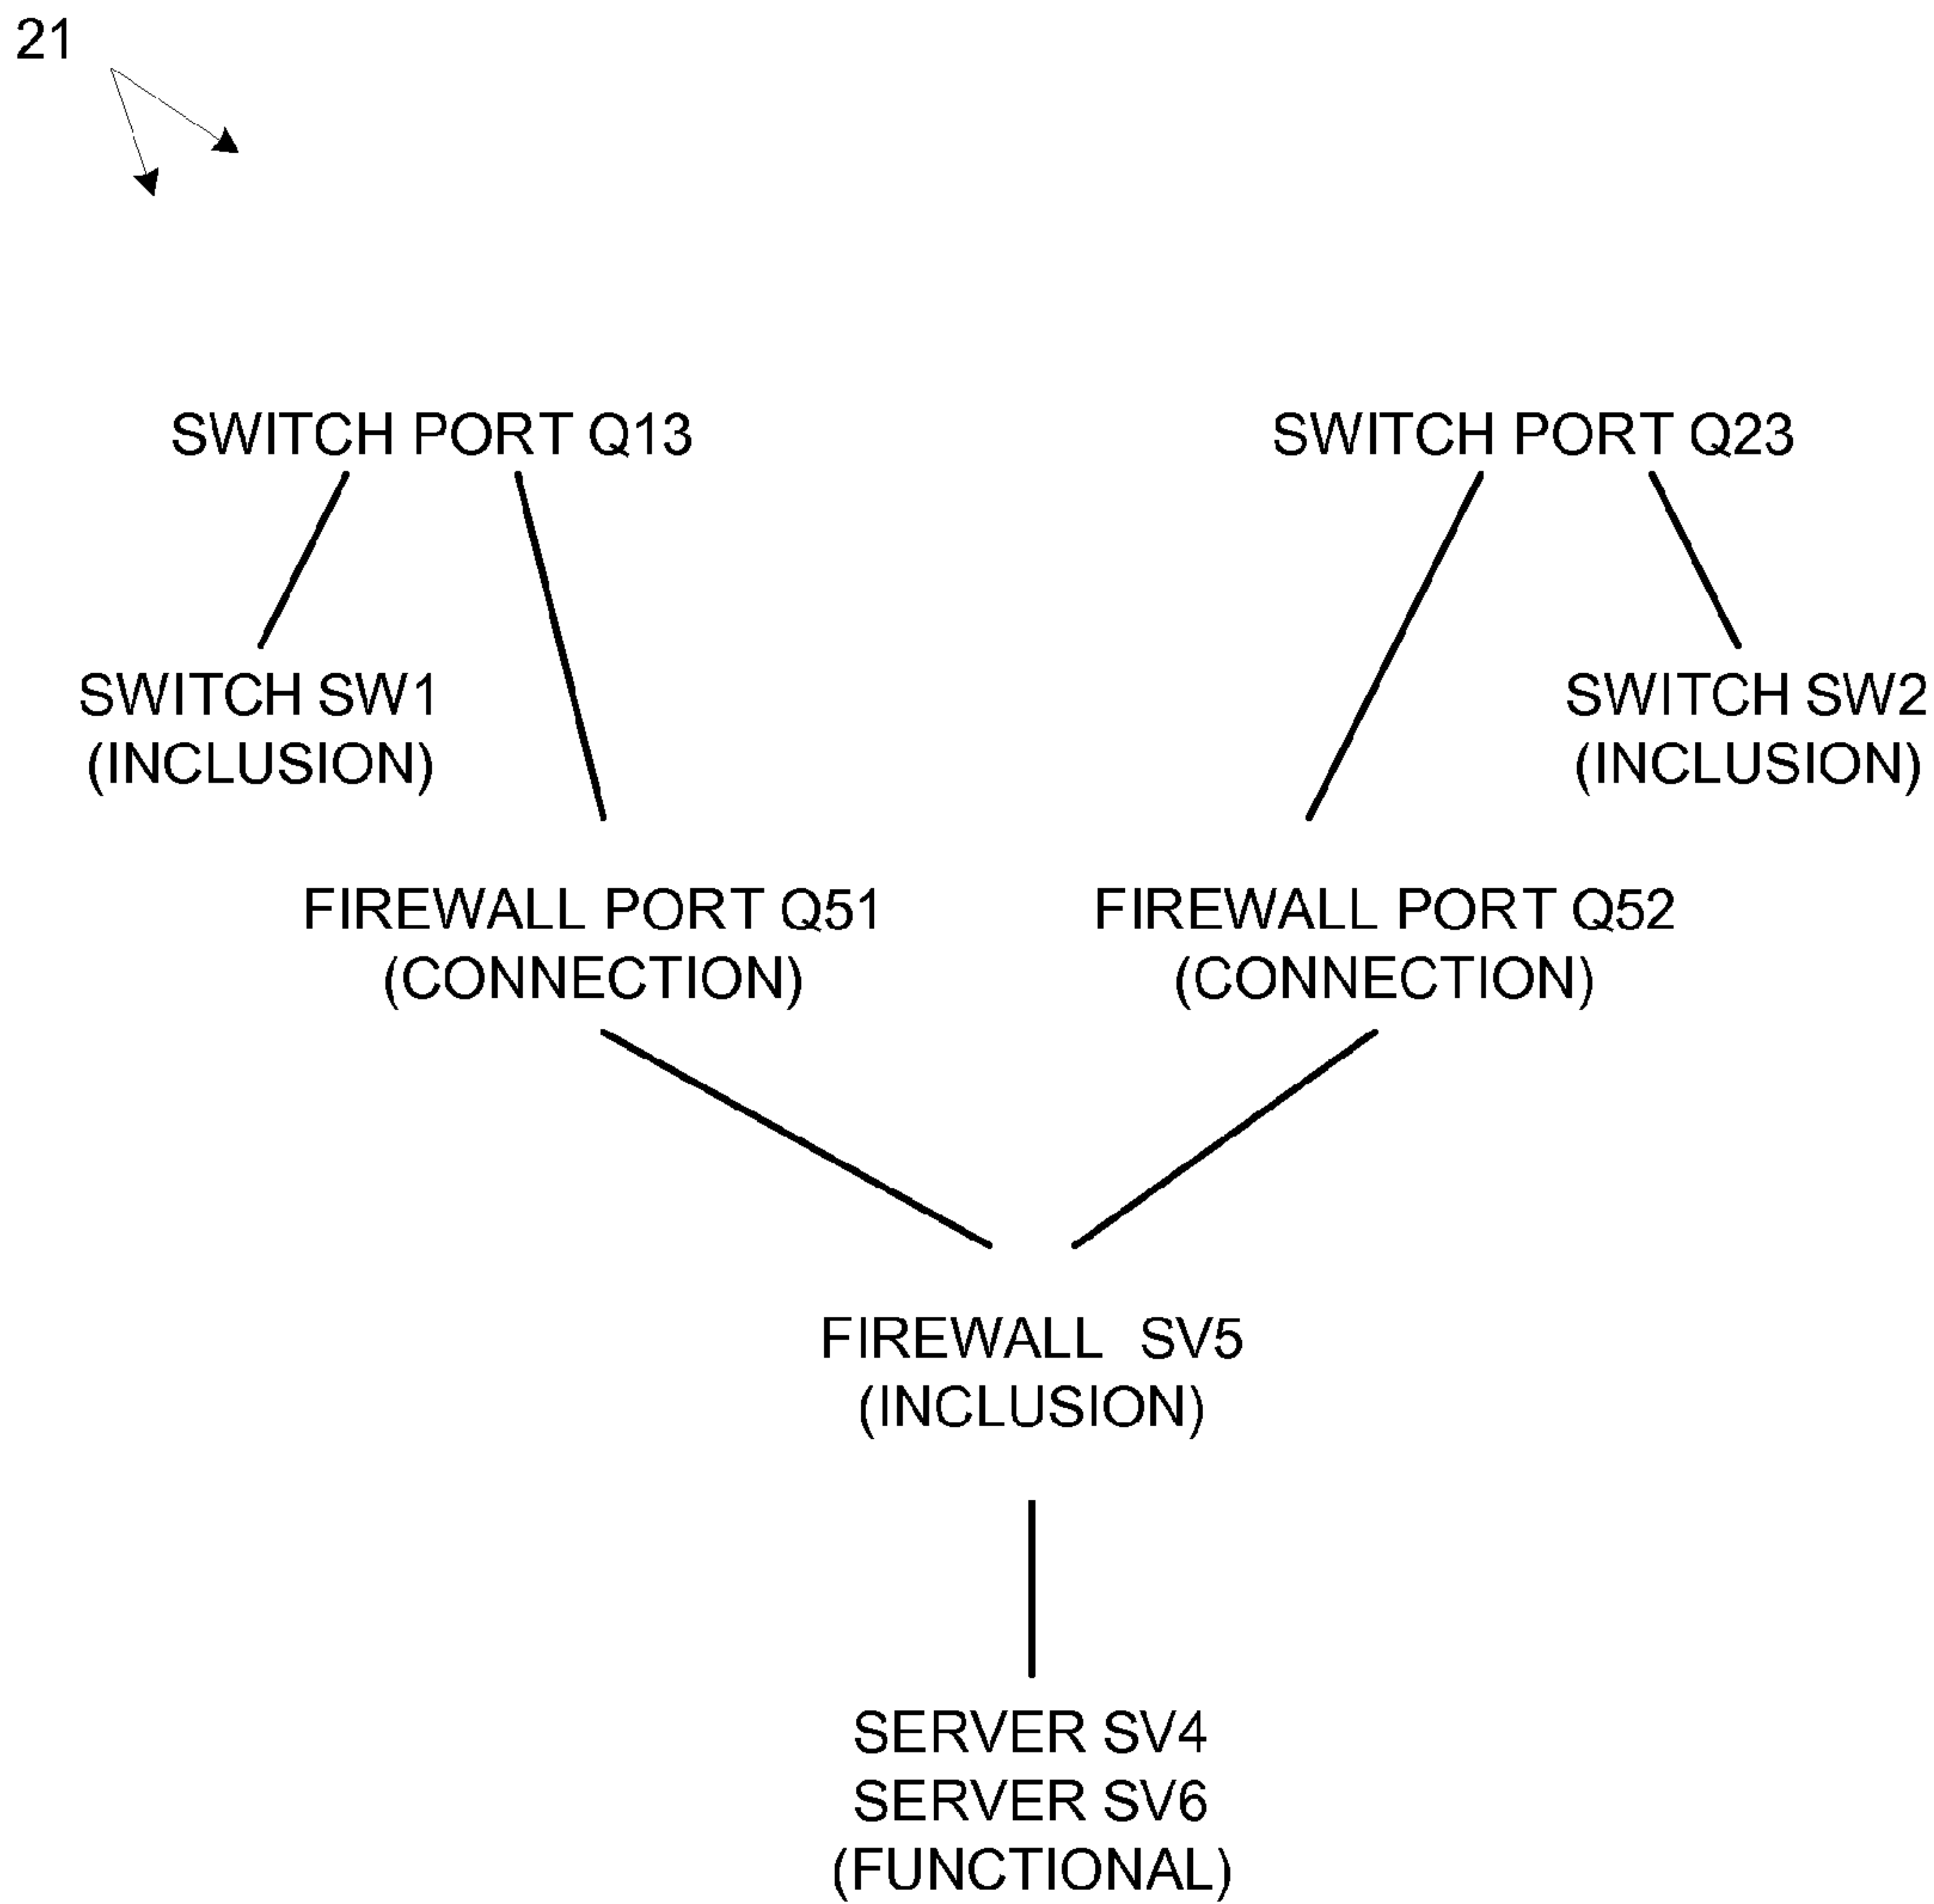 21
SWITCH PORT Q13
SWITCH PORT Q23
SWITCH SW1
(INCLUSION)
SWITCH SW2
(INCLUSION)
FIREWALL PORT Q51
(CONNECTION)
FIREWALL PORT Q52
(CONNECTION)
FIREWALL SV5
(INCLUSION)
SERVER SV4
SERVER SV6
(FUNCTIONAL)